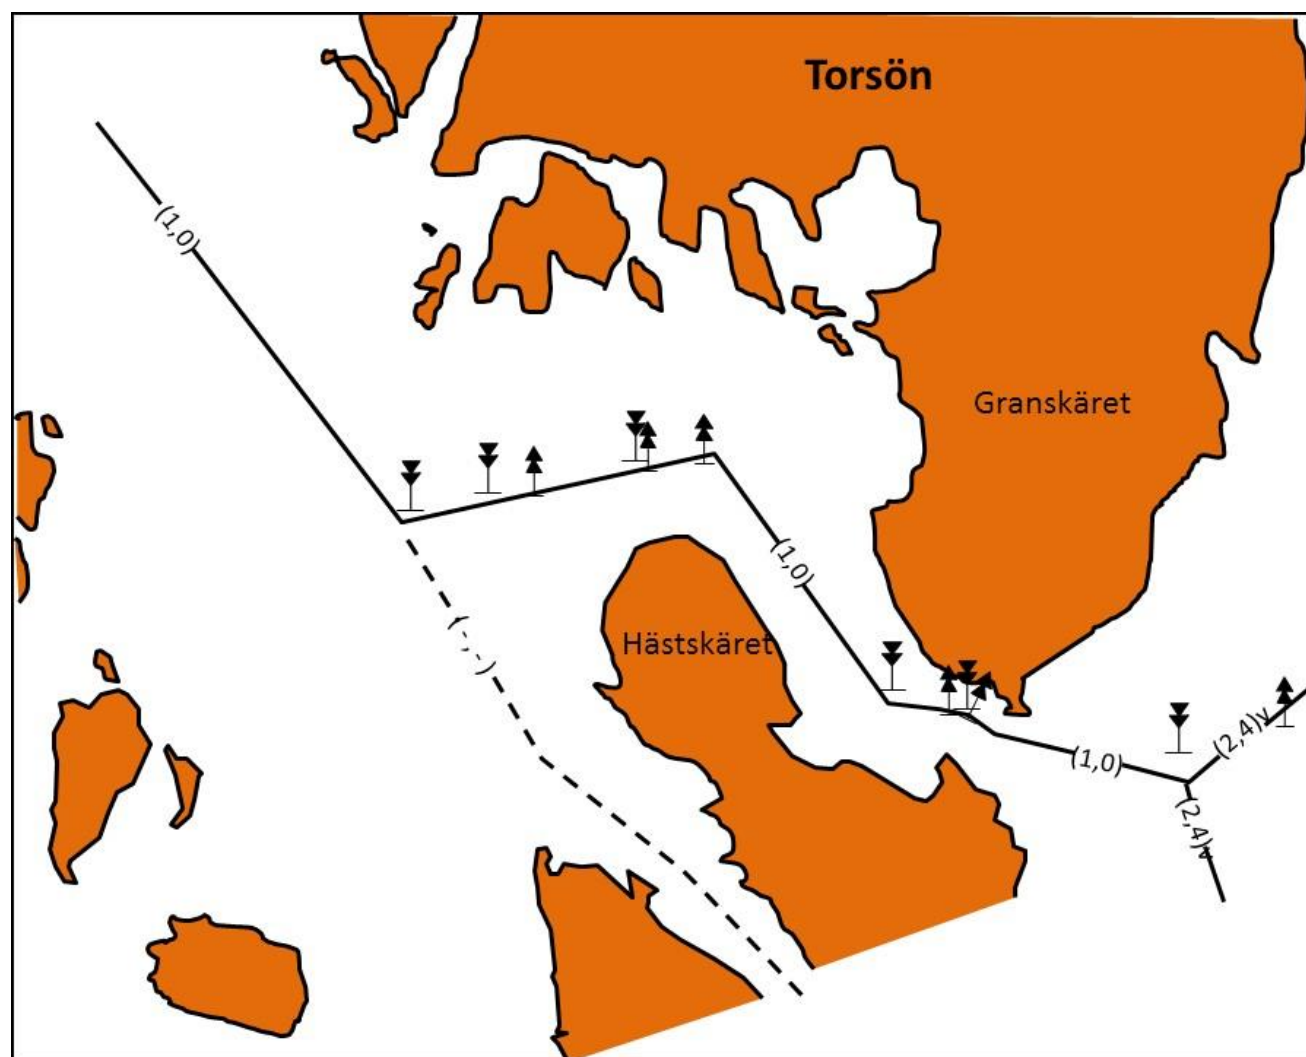 Torsön
(1,0)
Granskäret
(1,0)
Hästskäret
(-,-)
(2,4)v
(1,0)
(2,4)v